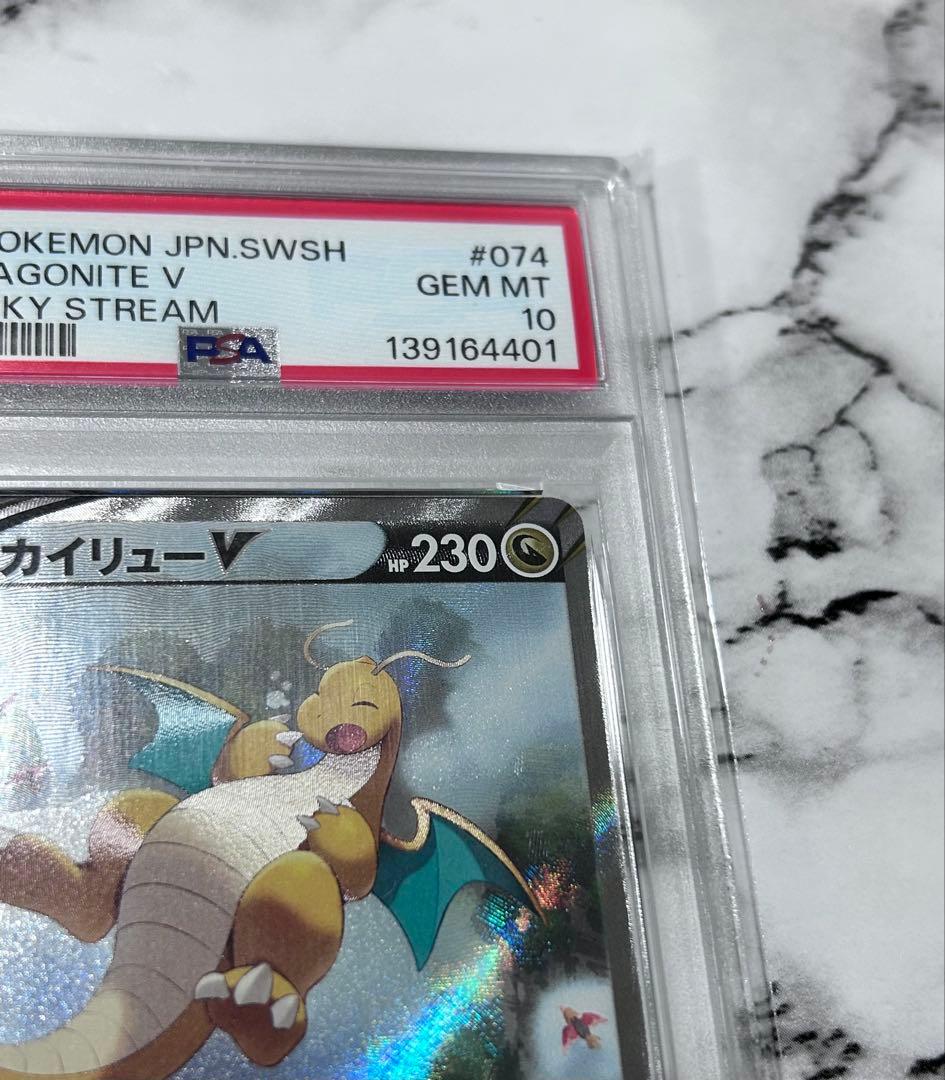 OKEMON JPN.SWSH #074
AGONITE V GEM MT
KY STREAM 10
PSA 139164401
カイリューV HP 230